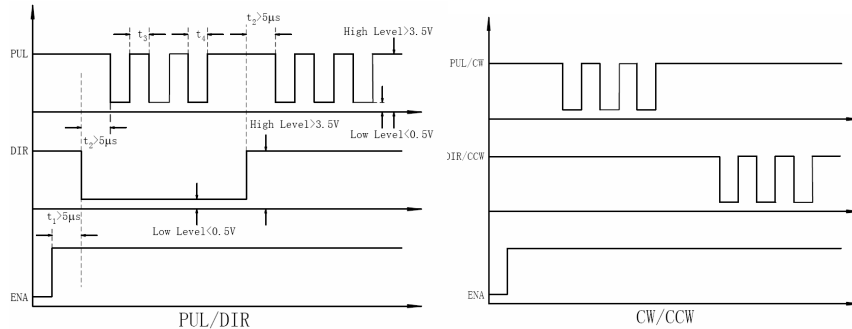 t₂>5μs
High Level>3.5V
PUL
t₃
t₄
t₂>5μs
Low Level<0.5V
High Level>3.5V
DIR
t₁>5μs
Low Level<0.5V
ENA
PUL/DIR
PUL/CW
DIR/CCW
ENA
CW/CCW